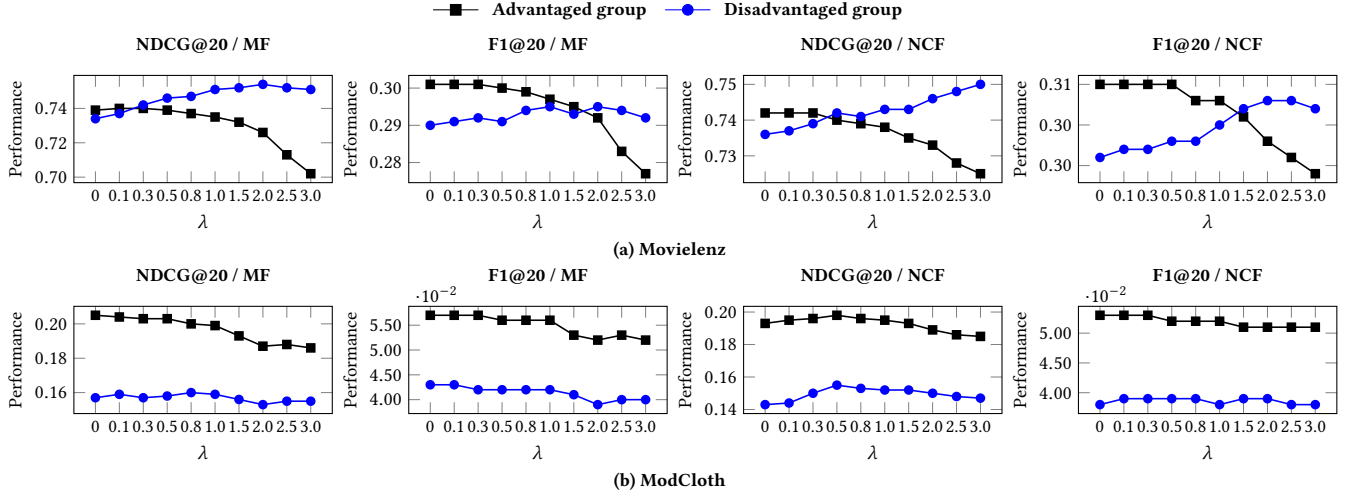 Advantaged group Disadvantaged group
NDCG@20 / MF
Performance
0.74
0.72
0.70
0 0.1 0.3 0.5 0.8 1.0 1.5 2.0 2.5 3.0
λ
F1@20 / MF
Performance
0.30
0.29
0.28
0 0.1 0.3 0.5 0.8 1.0 1.5 2.0 2.5 3.0
λ
NDCG@20 / NCF
Performance
0.75
0.74
0.73
0 0.1 0.3 0.5 0.8 1.0 1.5 2.0 2.5 3.0
λ
F1@20 / NCF
Performance
0.31
0.30
0.30
0 0.1 0.3 0.5 0.8 1.0 1.5 2.0 2.5 3.0
λ
(a) Movielenz
NDCG@20 / MF
Performance
0.20
0.18
0.16
0 0.1 0.3 0.5 0.8 1.0 1.5 2.0 2.5 3.0
λ
F1@20 / MF
·10−2
Performance
5.50
5.00
4.50
4.00
0 0.1 0.3 0.5 0.8 1.0 1.5 2.0 2.5 3.0
λ
NDCG@20 / NCF
Performance
0.20
0.18
0.16
0.14
0 0.1 0.3 0.5 0.8 1.0 1.5 2.0 2.5 3.0
λ
F1@20 / NCF
·10−2
Performance
5.00
4.50
4.00
0 0.1 0.3 0.5 0.8 1.0 1.5 2.0 2.5 3.0
λ
(b) ModCloth